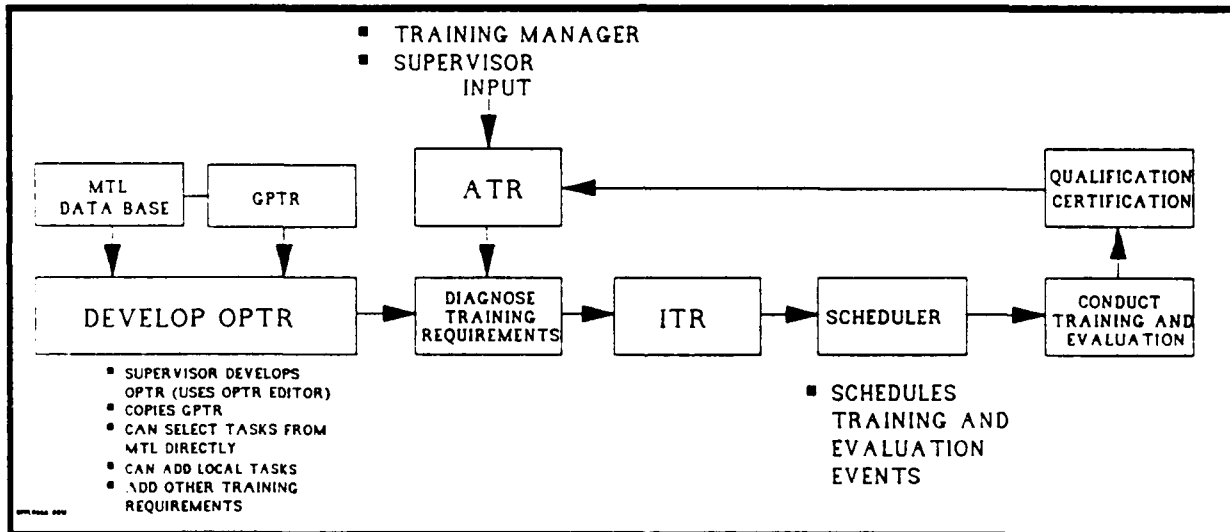 ■ TRAINING MANAGER
■ SUPERVISOR
INPUT
MTL
DATA BASE
GPTR
ATR
QUALIFICATION
CERTIFICATION
DEVELOP OPTR
DIAGNOSE
TRAINING
REQUIREMENTS
ITR
SCHEDULER
CONDUCT
TRAINING AND
EVALUATION
■ SUPERVISOR DEVELOPS
OPTR (USES OPTR EDITOR)
■ COPIES GPTR
■ CAN SELECT TASKS FROM
MTL DIRECTLY
■ CAN ADD LOCAL TASKS
■ ADD OTHER TRAINING
REQUIREMENTS
■ SCHEDULES
TRAINING AND
EVALUATION
EVENTS